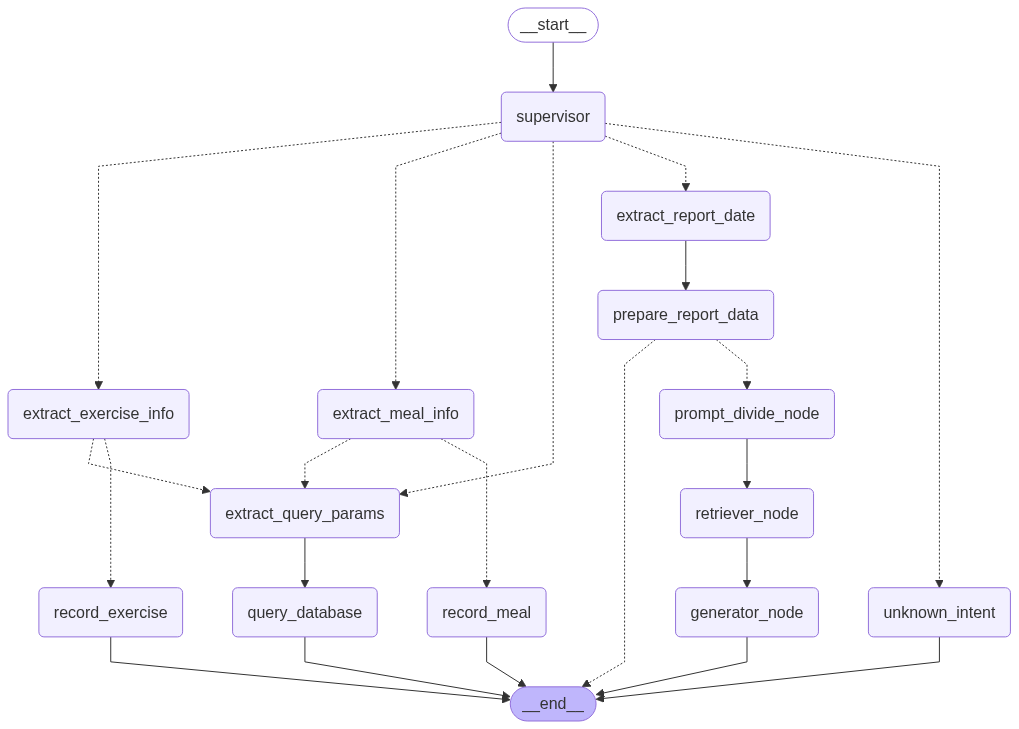 __start__
supervisor
extract_report_date
prepare_report_data
extract_exercise_info
extract_meal_info
prompt_divide_node
extract_query_params
retriever_node
record_exercise
query_database
record_meal
generator_node
unknown_intent
__end__